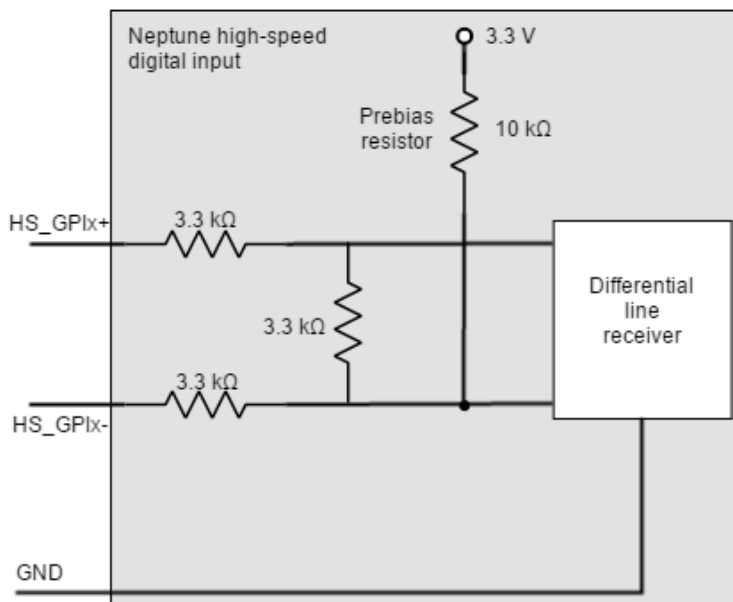 Neptune high-speed
digital input
3.3 V
Prebias
resistor
10 kΩ
HS_GPIx+
3.3 kΩ
Differential
line
receiver
3.3 kΩ
3.3 kΩ
HS_GPIx-
GND